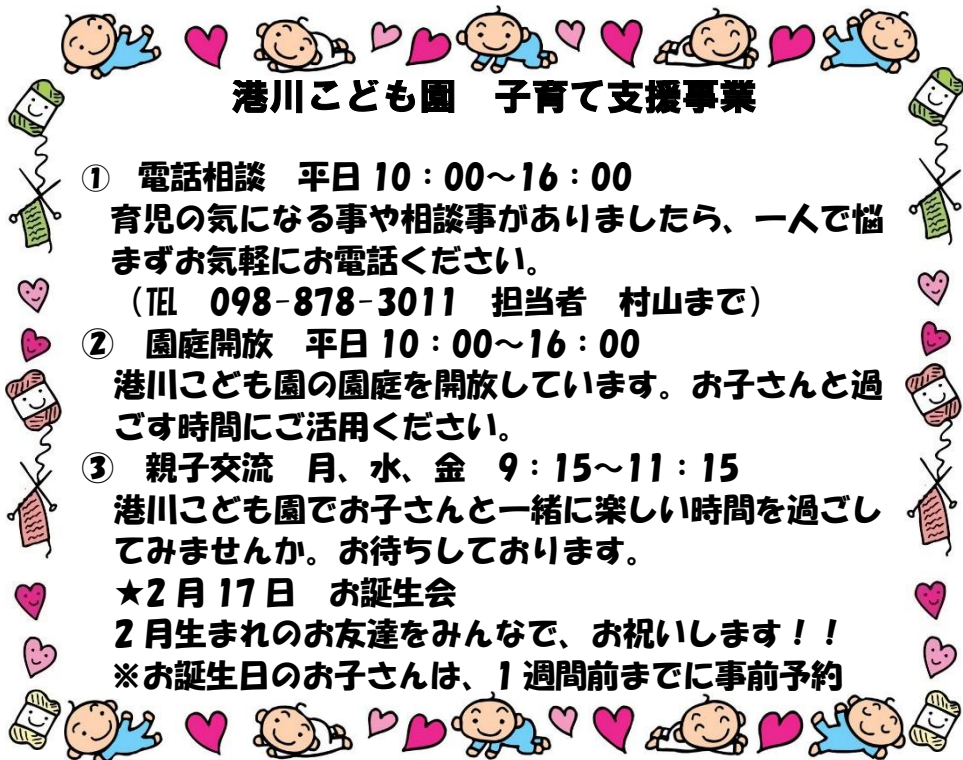 港川こども園　子育て支援事業
①　電話相談　平日 10：00～16：00
育児の気になる事や相談事がありましたら、一人で悩
まずお気軽にお電話ください。
（℡　098-878-3011　担当者　村山まで）
②　園庭開放　平日 10：00～16：00
港川こども園の園庭を開放しています。お子さんと過
ごす時間にご活用ください。
③　親子交流　月、水、金　9：15～11：15
港川こども園でお子さんと一緒に楽しい時間を過ごし
てみませんか。お待ちしております。
★2 月 17 日　お誕生会
2 月生まれのお友達をみんなで、お祝いします！！
※お誕生日のお子さんは、1 週間前までに事前予約